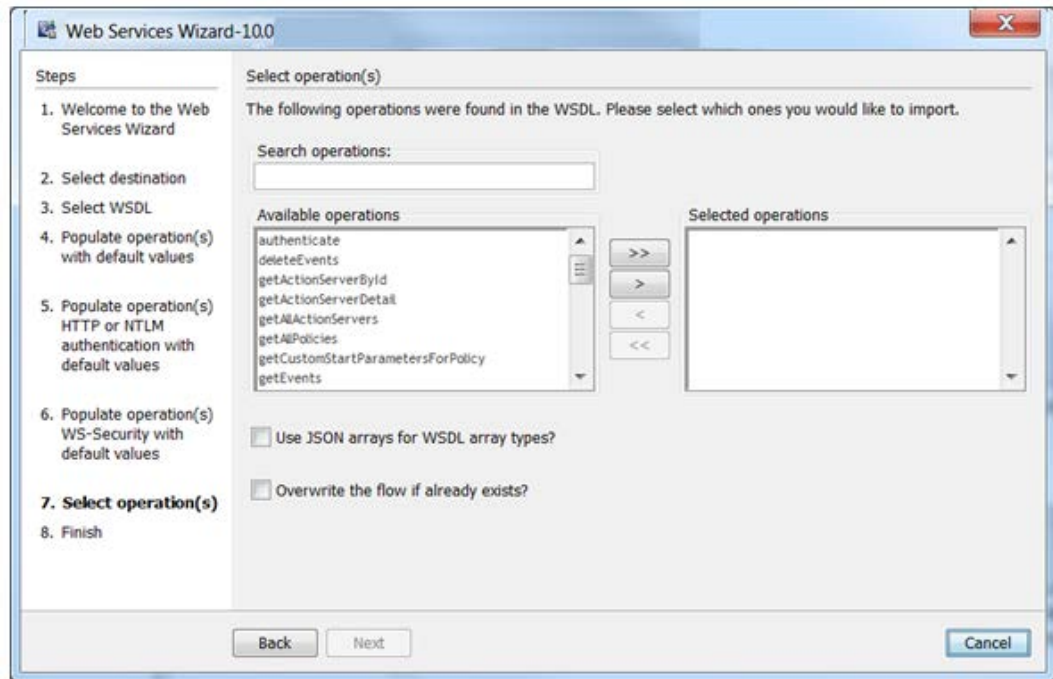 Web Services Wizard-10.0
X
Steps
1. Welcome to the Web
Services Wizard
2. Select destination
3. Select WSDL
4. Populate operation(s)
with default values
5. Populate operation(s)
HTTP or NTLM
authentication with
default values
6. Populate operation(s)
WS-Security with
default values
7. Select operation(s)
8. Finish
Select operation(s)
The following operations were found in the WSDL. Please select which ones you would like to import.
Search operations:
Available operations
authenticate
deleteEvents
getActionServerById
getActionServerDetail
getAllActionServers
getAllPolicies
getCustomStartParametersForPolicy
getEvents
>>
>
<
<<
Selected operations
Use JSON arrays for WSDL array types?
Overwrite the flow if already exists?
Back
Next
Cancel